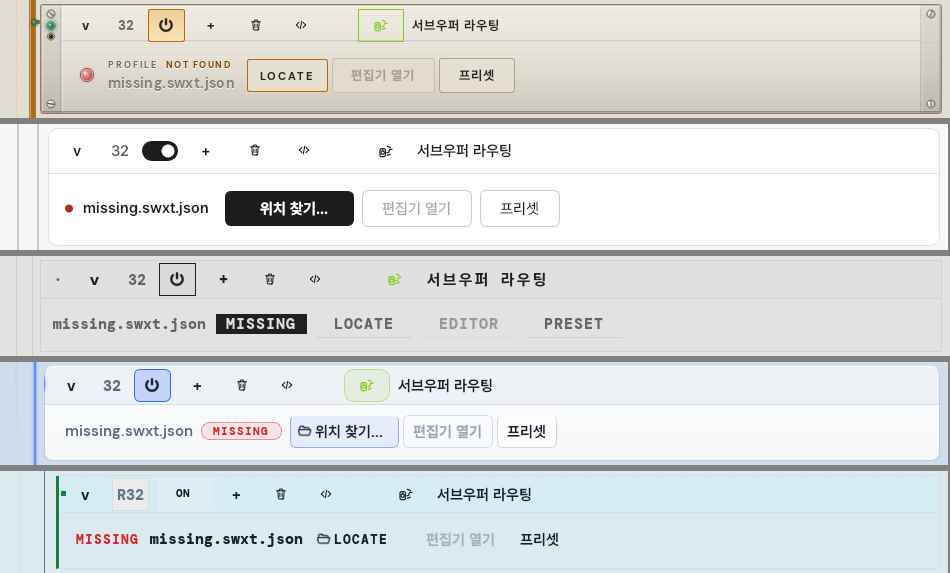 v 32 + </> 서브우퍼 라우팅
PROFILE NOT FOUND
missing.swxt.json LOCATE 편집기 열기 프리셋
v 32 + </> 서브우퍼 라우팅
missing.swxt.json 위치 찾기... 편집기 열기 프리셋
· v 32 + </> 서브우퍼 라우팅
missing.swxt.json MISSING LOCATE EDITOR PRESET
v 32 + </> 서브우퍼 라우팅
missing.swxt.json MISSING 위치 찾기... 편집기 열기 프리셋
v R32 ON + </> 서브우퍼 라우팅
MISSING missing.swxt.json LOCATE 편집기 열기 프리셋